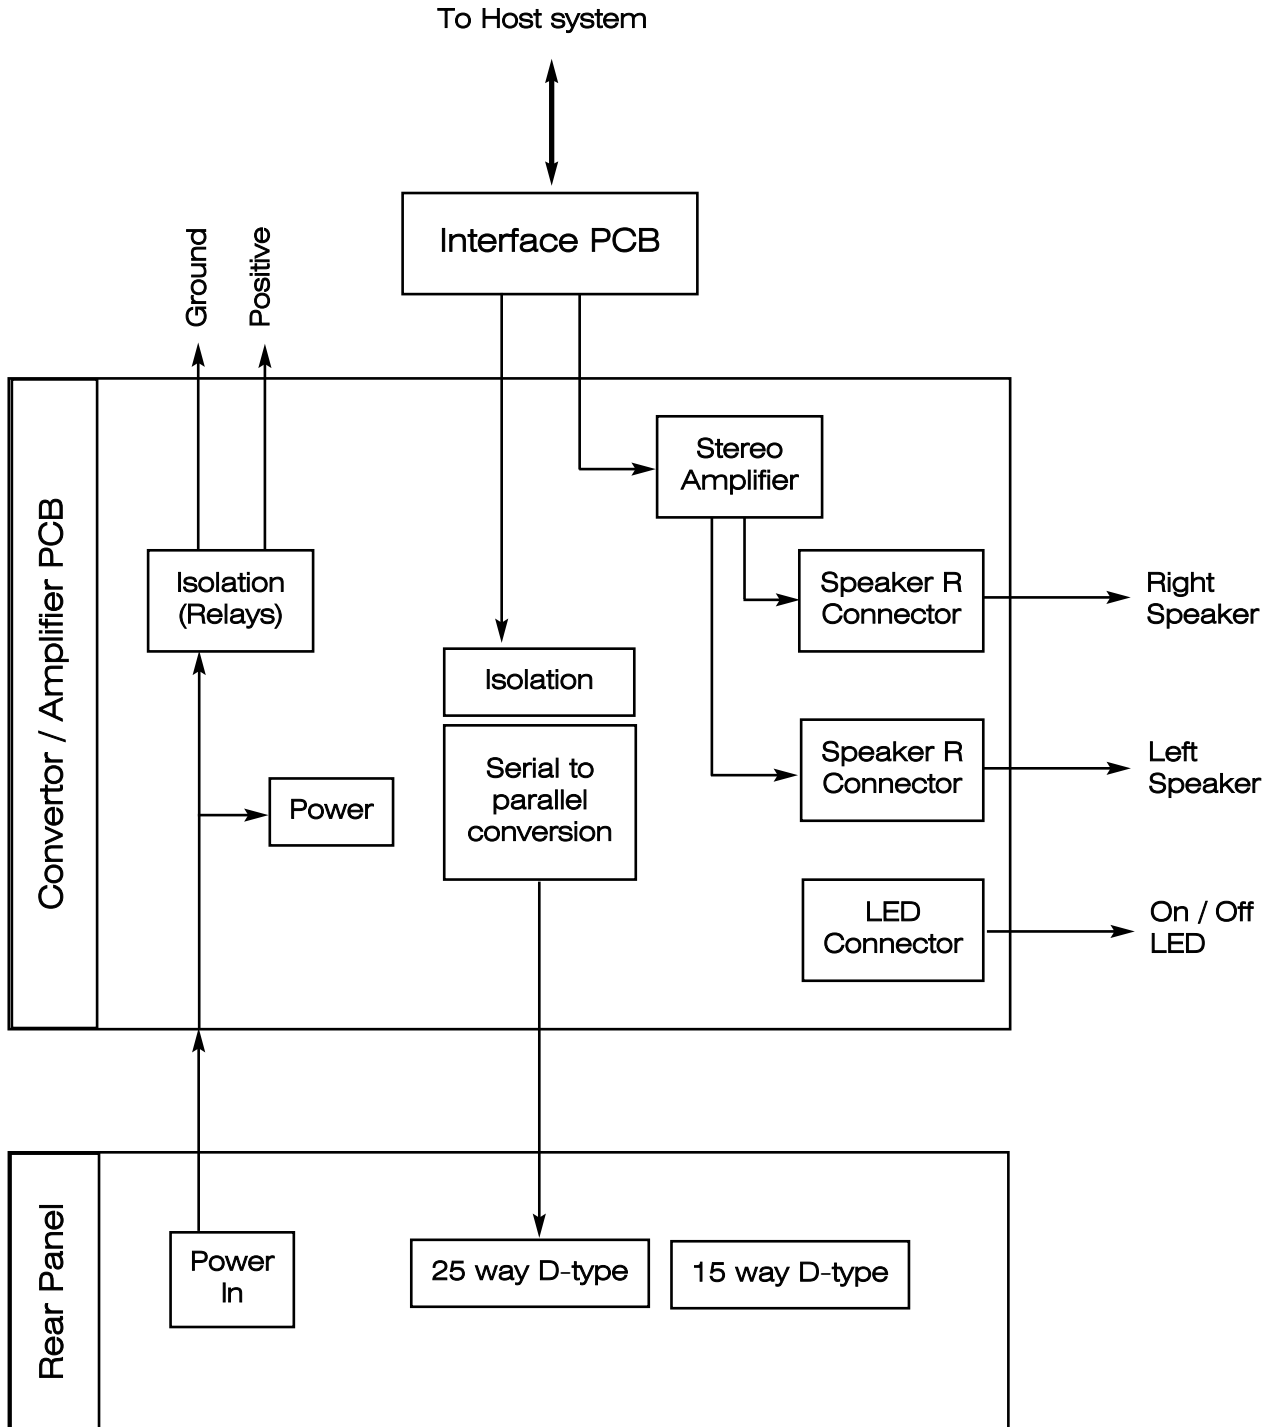 To Host system
Interface PCB
Ground
Positive
Convertor / Amplifier PCB
Stereo
Amplifier
Isolation
(Relays)
Speaker R
Connector
Right
Speaker
Isolation
Serial to
parallel
conversion
Power
Speaker R
Connector
Left
Speaker
LED
Connector
On / Off
LED
Rear Panel
Power
In
25 way D-type
15 way D-type